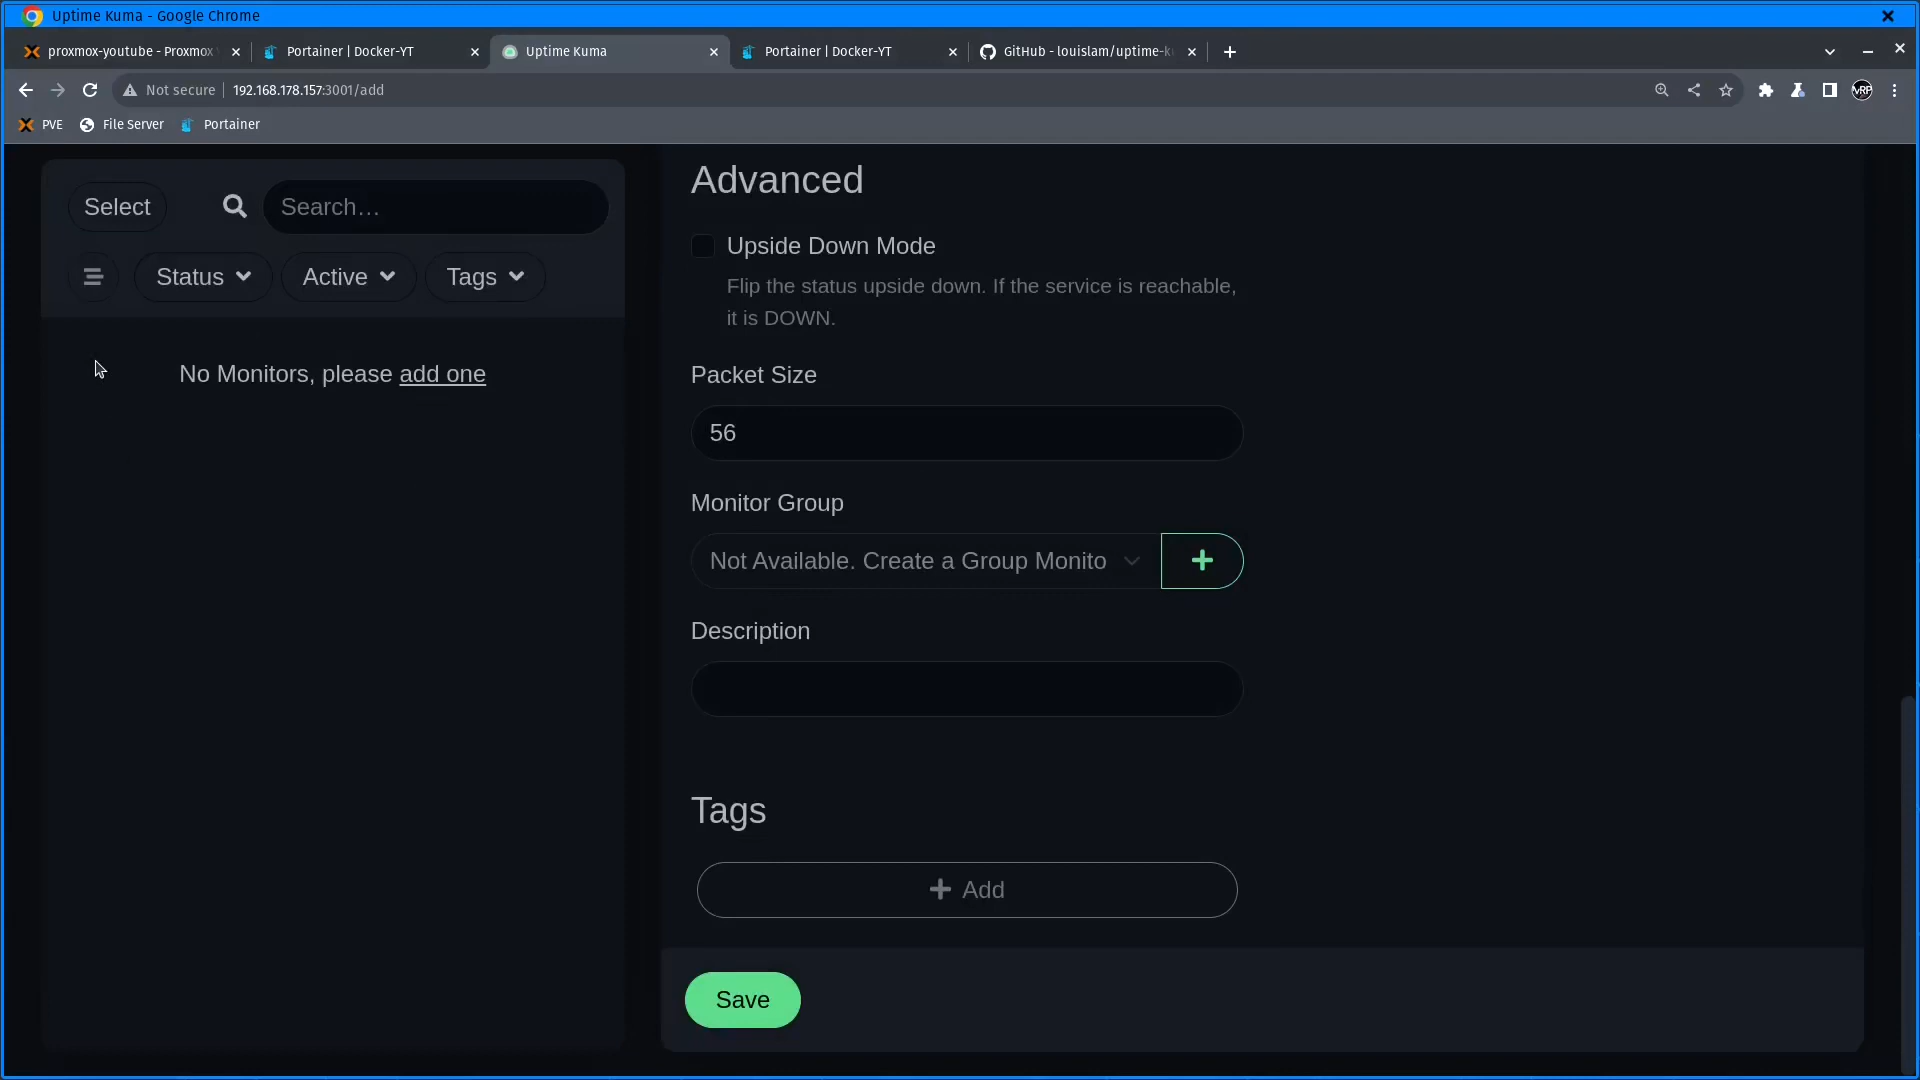 Uptime Kuma - Google Chrome
proxmox-youtube - Proxmox
Portainer | Docker-YT
Uptime Kuma
Portainer | Docker-YT
GitHub - louislam/uptime-k
Not secure
192.168.178.157:3001/add
PVE
File Server
Portainer
Select
Search...
Status
Active
Tags
No Monitors, please add one
Advanced
Upside Down Mode
Flip the status upside down. If the service is reachable,
it is DOWN.
Packet Size
56
Monitor Group
Not Available. Create a Group Monito
Description
Tags
Add
Save